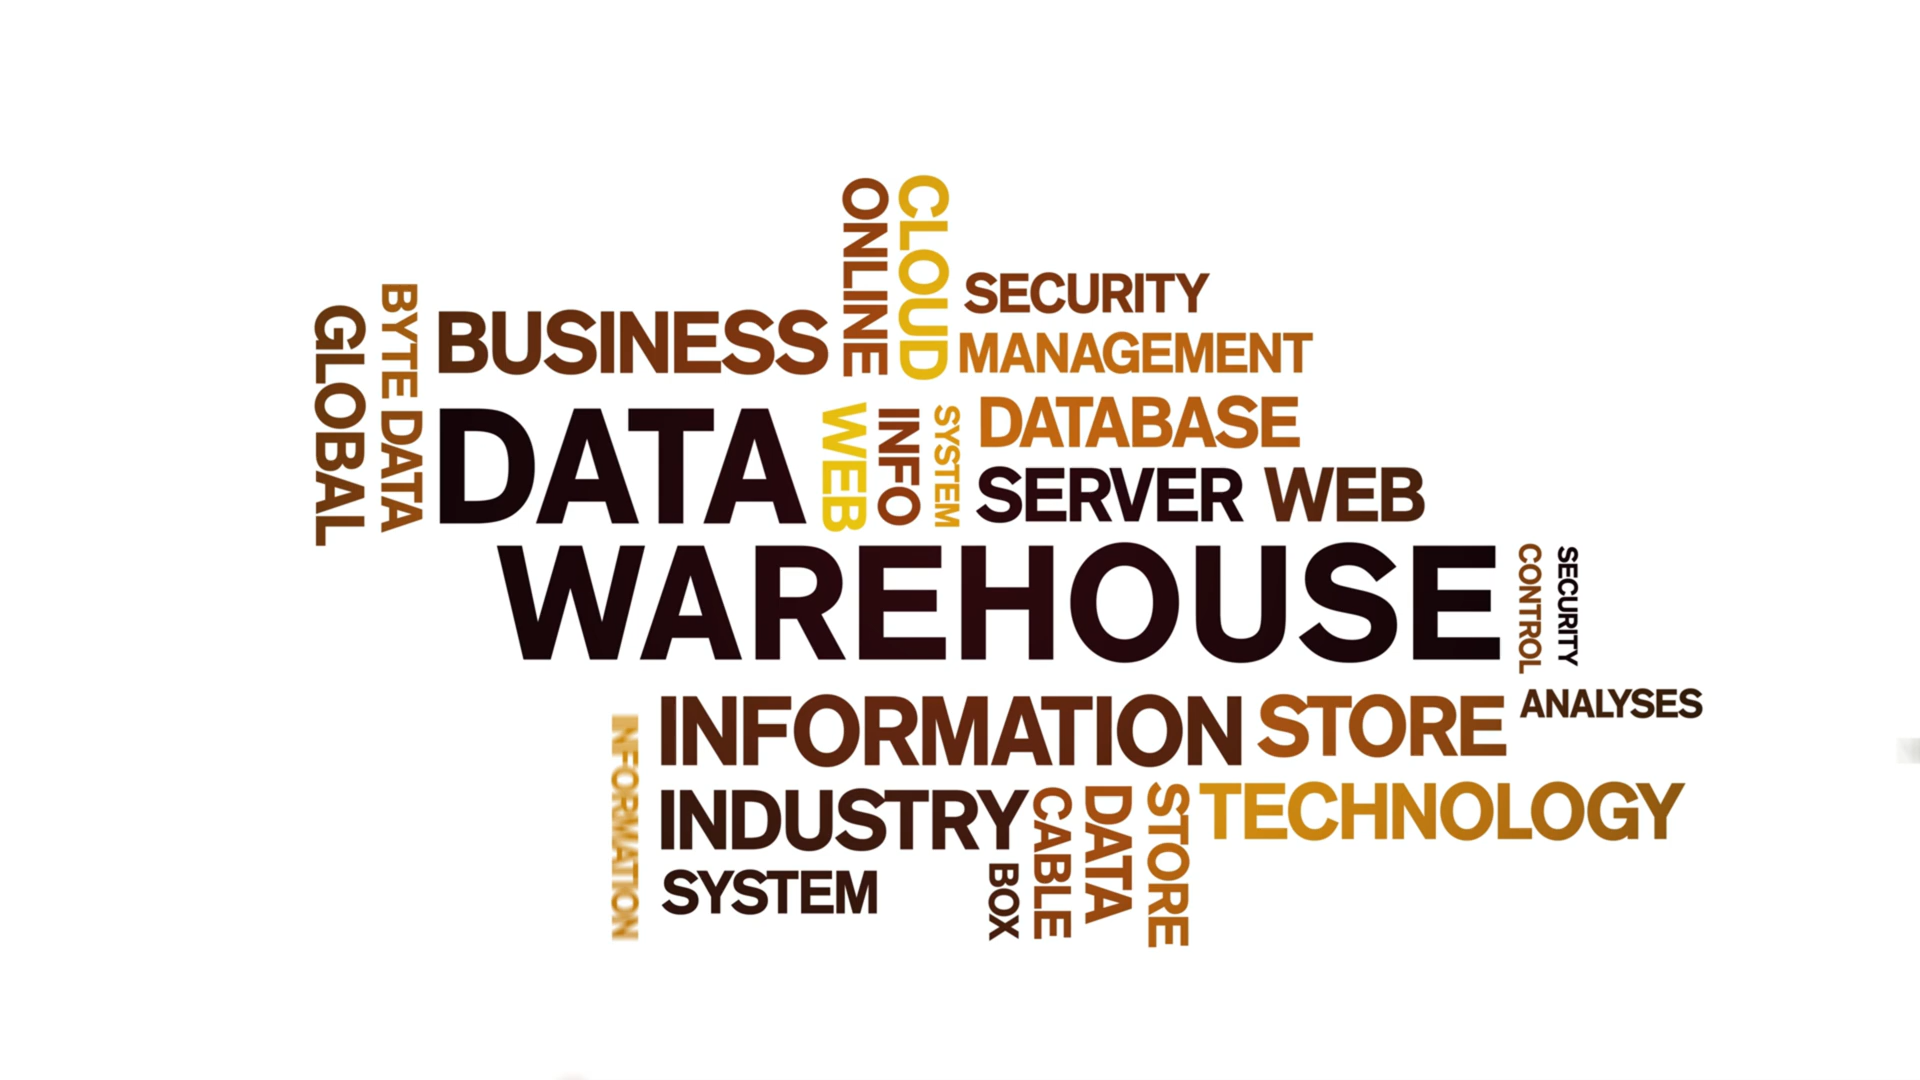 GLOBAL
BYTE DATA
BUSINESS
ONLINE
CLOUD
SECURITY
MANAGEMENT
DATA
WEB
INFO
SYSTEM
DATABASE
SERVER WEB
WAREHOUSE
CONTROL
SECURITY
INFORMATION
INFORMATION STORE
ANALYSES
INDUSTRY
CABLE
DATA
STORE
TECHNOLOGY
SYSTEM
BOX